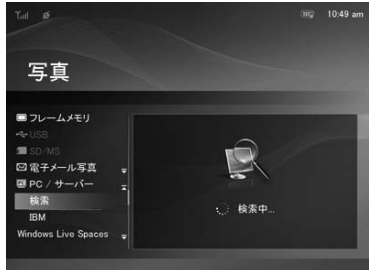 10:49 am
写真
フレームメモリ
USB
SD/MS
電子メール写真
PC / サーバー
検索
IBM
Windows Live Spaces
検索中...